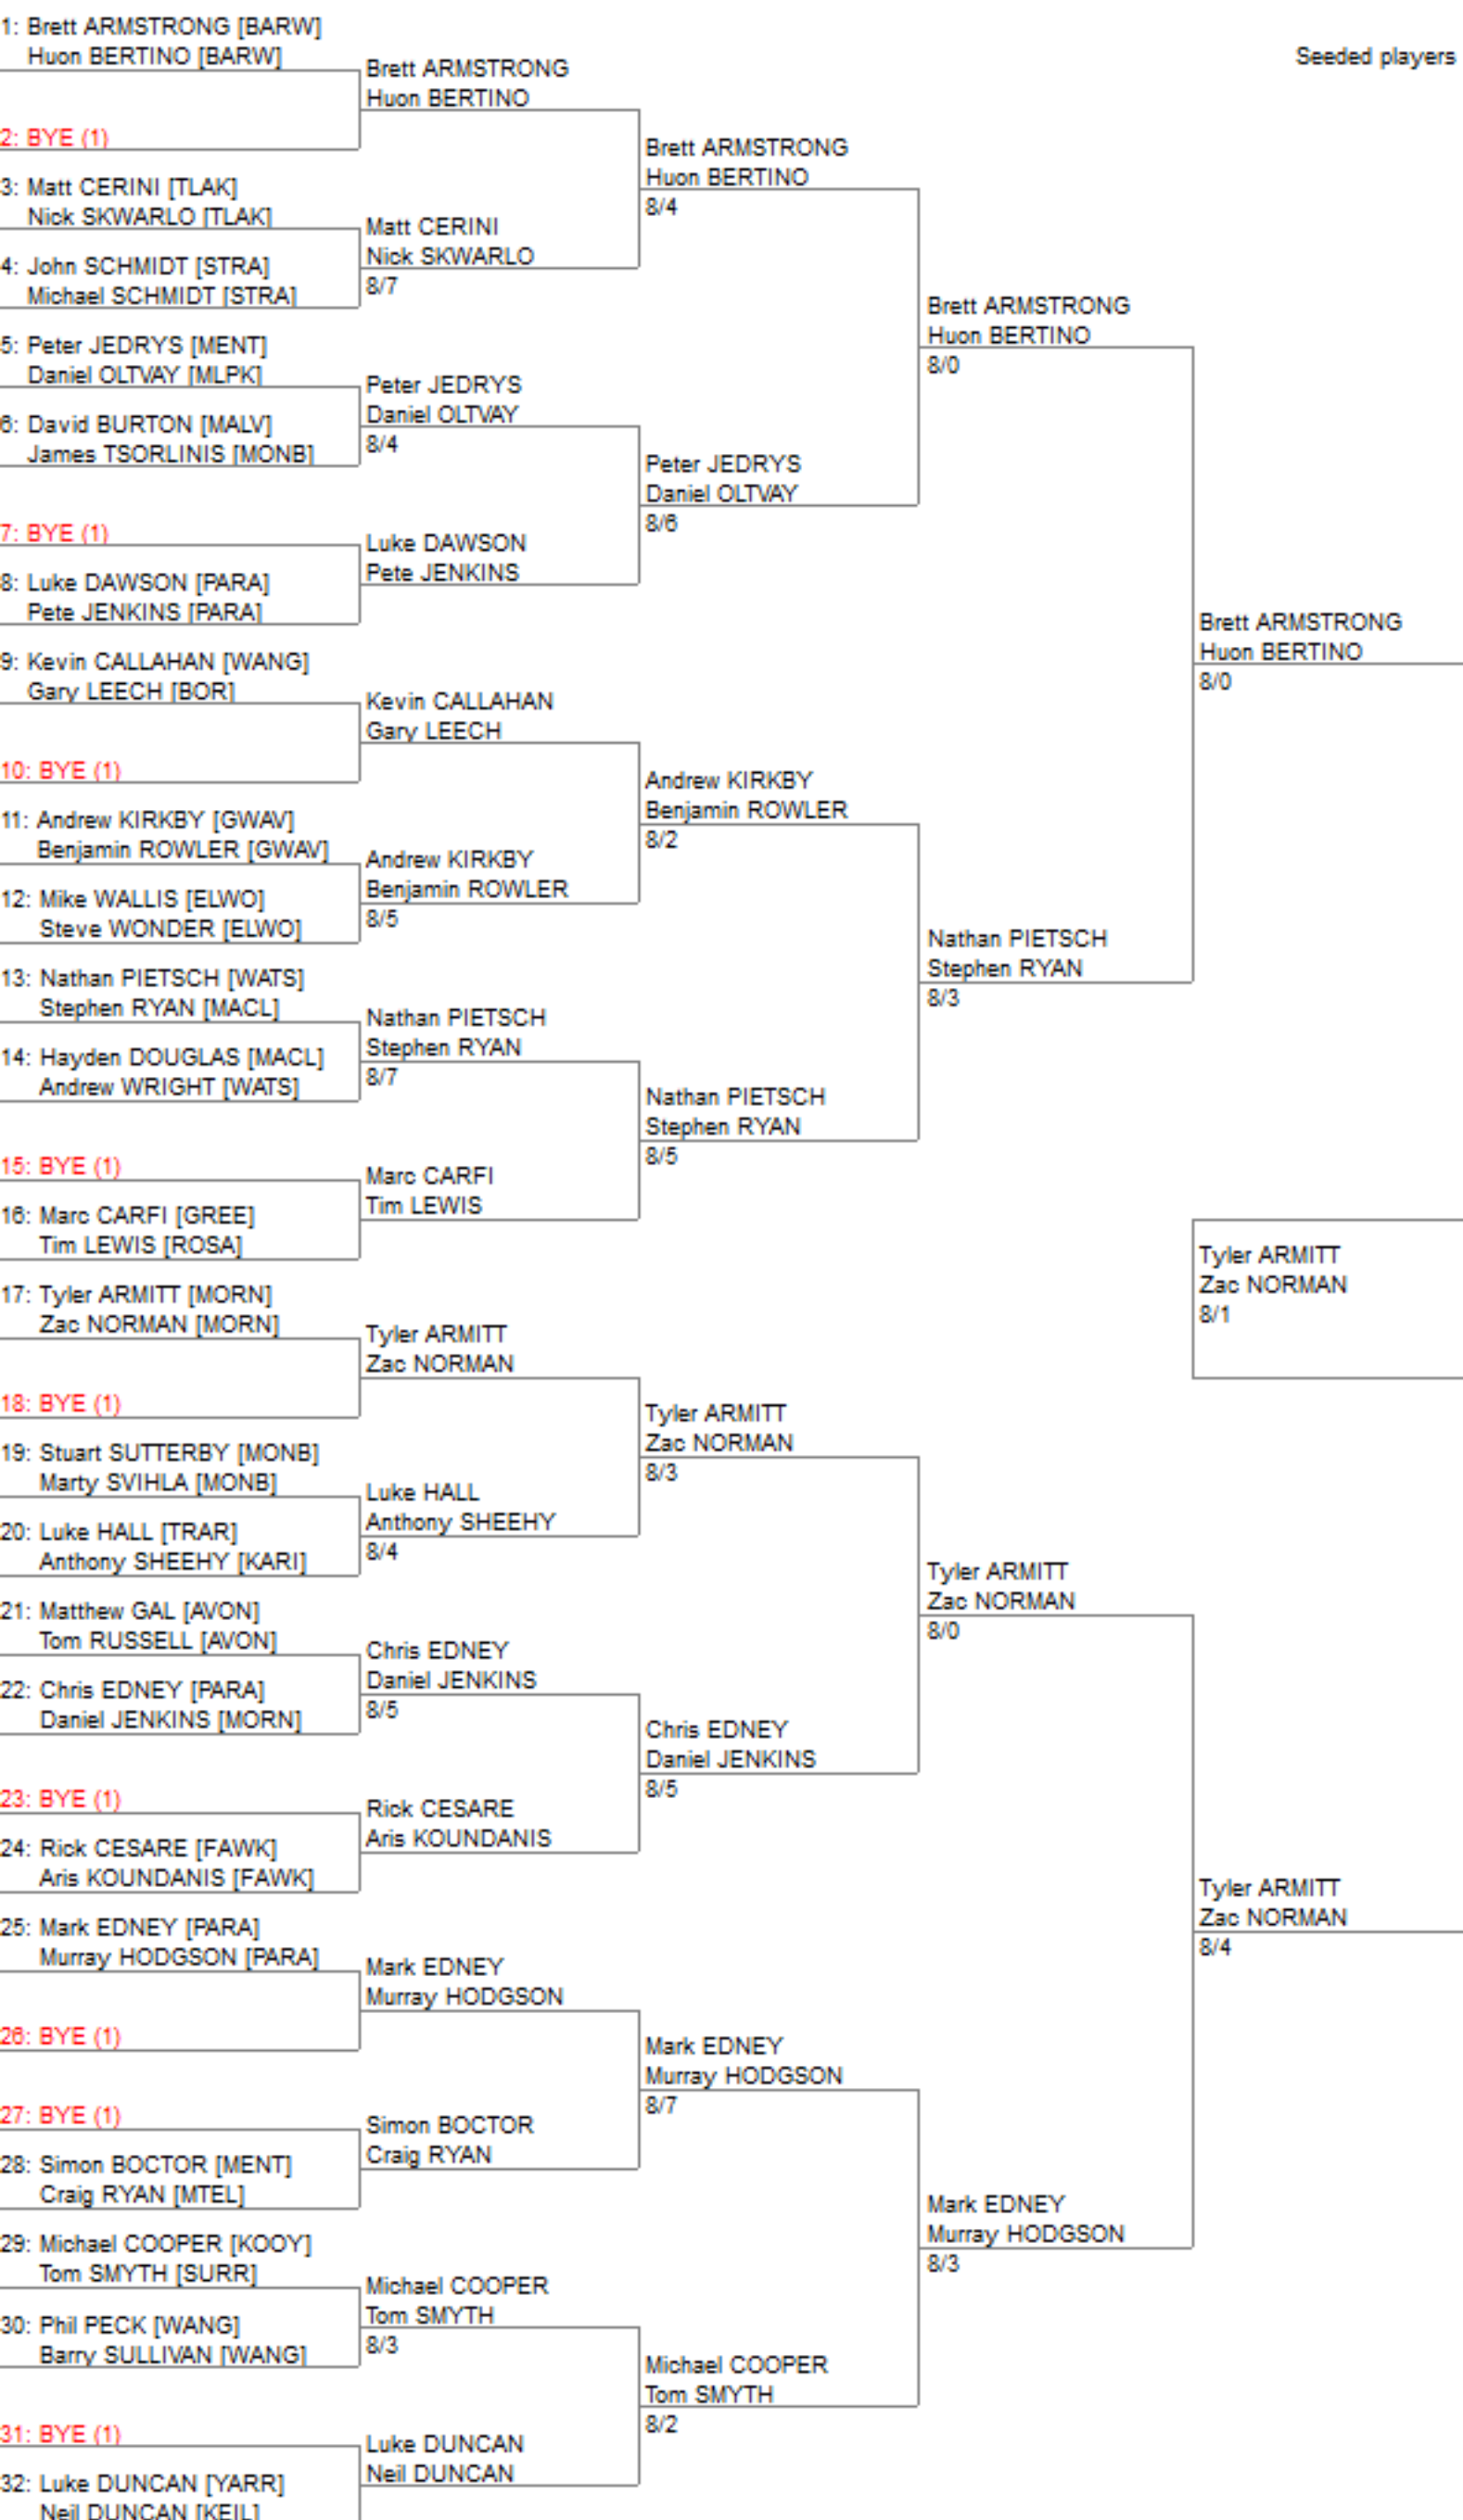 1: Brett ARMSTRONG [BARW]
Huon BERTINO [BARW]
2: BYE (1)
3: Matt CERINI [TLAK]
Nick SKWARLO [TLAK]
4: John SCHMIDT [STRA]
Michael SCHMIDT [STRA]
5: Peter JEDRYS [MENT]
Daniel OLTVAY [MLPK]
6: David BURTON [MALV]
James TSORLINIS [MONB]
7: BYE (1)
8: Luke DAWSON [PARA]
Pete JENKINS [PARA]
9: Kevin CALLAHAN [WANG]
Gary LEECH [BOR]
10: BYE (1)
11: Andrew KIRKBY [GWAV]
Benjamin ROWLER [GWAV]
12: Mike WALLIS [ELWO]
Steve WONDER [ELWO]
13: Nathan PIETSCH [WATS]
Stephen RYAN [MACL]
14: Hayden DOUGLAS [MACL]
Andrew WRIGHT [WATS]
15: BYE (1)
16: Marc CARFI [GREE]
Tim LEWIS [ROSA]
17: Tyler ARMITT [MORN]
Zac NORMAN [MORN]
18: BYE (1)
19: Stuart SUTTERBY [MONB]
Marty SVIHLA [MONB]
20: Luke HALL [TRAR]
Anthony SHEEHY [KARI]
21: Matthew GAL [AVON]
Tom RUSSELL [AVON]
22: Chris EDNEY [PARA]
Daniel JENKINS [MORN]
23: BYE (1)
24: Rick CESARE [FAWK]
Aris KOUNDANIS [FAWK]
25: Mark EDNEY [PARA]
Murray HODGSON [PARA]
26: BYE (1)
27: BYE (1)
28: Simon BOCTOR [MENT]
Craig RYAN [MTEL]
29: Michael COOPER [KOOY]
Tom SMYTH [SURR]
30: Phil PECK [WANG]
Barry SULLIVAN [WANG]
31: BYE (1)
32: Luke DUNCAN [YARR]
Neil DUNCAN [KEIL]
Brett ARMSTRONG
Huon BERTINO
Matt CERINI
Nick SKWARLO
8/7
Peter JEDRYS
Daniel OLTVAY
8/4
Luke DAWSON
Pete JENKINS
Kevin CALLAHAN
Gary LEECH
Andrew KIRKBY
Benjamin ROWLER
8/5
Nathan PIETSCH
Stephen RYAN
8/7
Marc CARFI
Tim LEWIS
Tyler ARMITT
Zac NORMAN
Luke HALL
Anthony SHEEHY
8/4
Chris EDNEY
Daniel JENKINS
8/5
Rick CESARE
Aris KOUNDANIS
Mark EDNEY
Murray HODGSON
Simon BOCTOR
Craig RYAN
Michael COOPER
Tom SMYTH
8/3
Luke DUNCAN
Neil DUNCAN
Brett ARMSTRONG
Huon BERTINO
8/4
Peter JEDRYS
Daniel OLTVAY
8/6
Andrew KIRKBY
Benjamin ROWLER
8/2
Nathan PIETSCH
Stephen RYAN
8/5
Tyler ARMITT
Zac NORMAN
8/3
Chris EDNEY
Daniel JENKINS
8/5
Mark EDNEY
Murray HODGSON
8/7
Michael COOPER
Tom SMYTH
8/2
Brett ARMSTRONG
Huon BERTINO
8/0
Nathan PIETSCH
Stephen RYAN
8/3
Tyler ARMITT
Zac NORMAN
8/0
Mark EDNEY
Murray HODGSON
8/3
Seeded players
Brett ARMSTRONG
Huon BERTINO
8/0
Tyler ARMITT
Zac NORMAN
8/1
Tyler ARMITT
Zac NORMAN
8/4